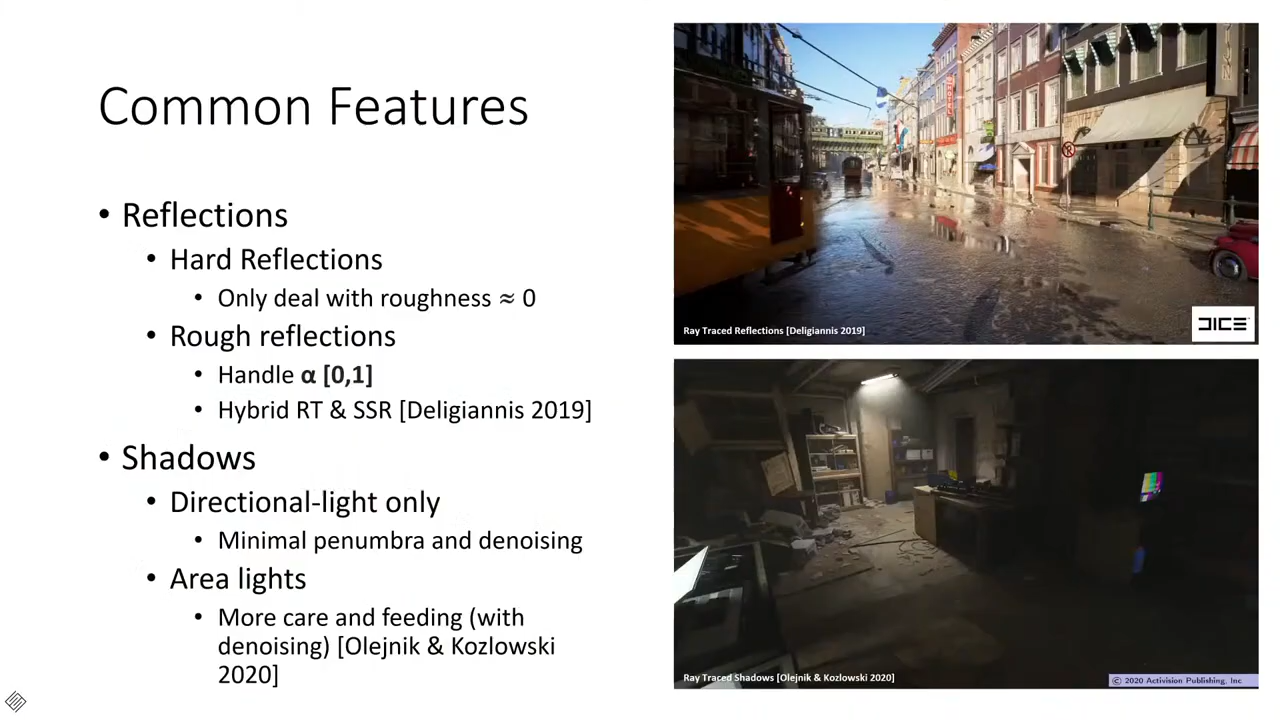 Common Features
• Reflections
• Hard Reflections
• Only deal with roughness ≈ 0
• Rough reflections
• Handle α [0,1]
• Hybrid RT & SSR [Deligiannis 2019]
• Shadows
• Directional-light only
• Minimal penumbra and denoising
• Area lights
• More care and feeding (with
denoising) [Olejnik & Kozlowski
2020]
HOTEL
Ray Traced Reflections [Deligiannis 2019]
DICE
Ray Traced Shadows [Olejnik & Kozlowski 2020]
© 2020 Activision Publishing, Inc